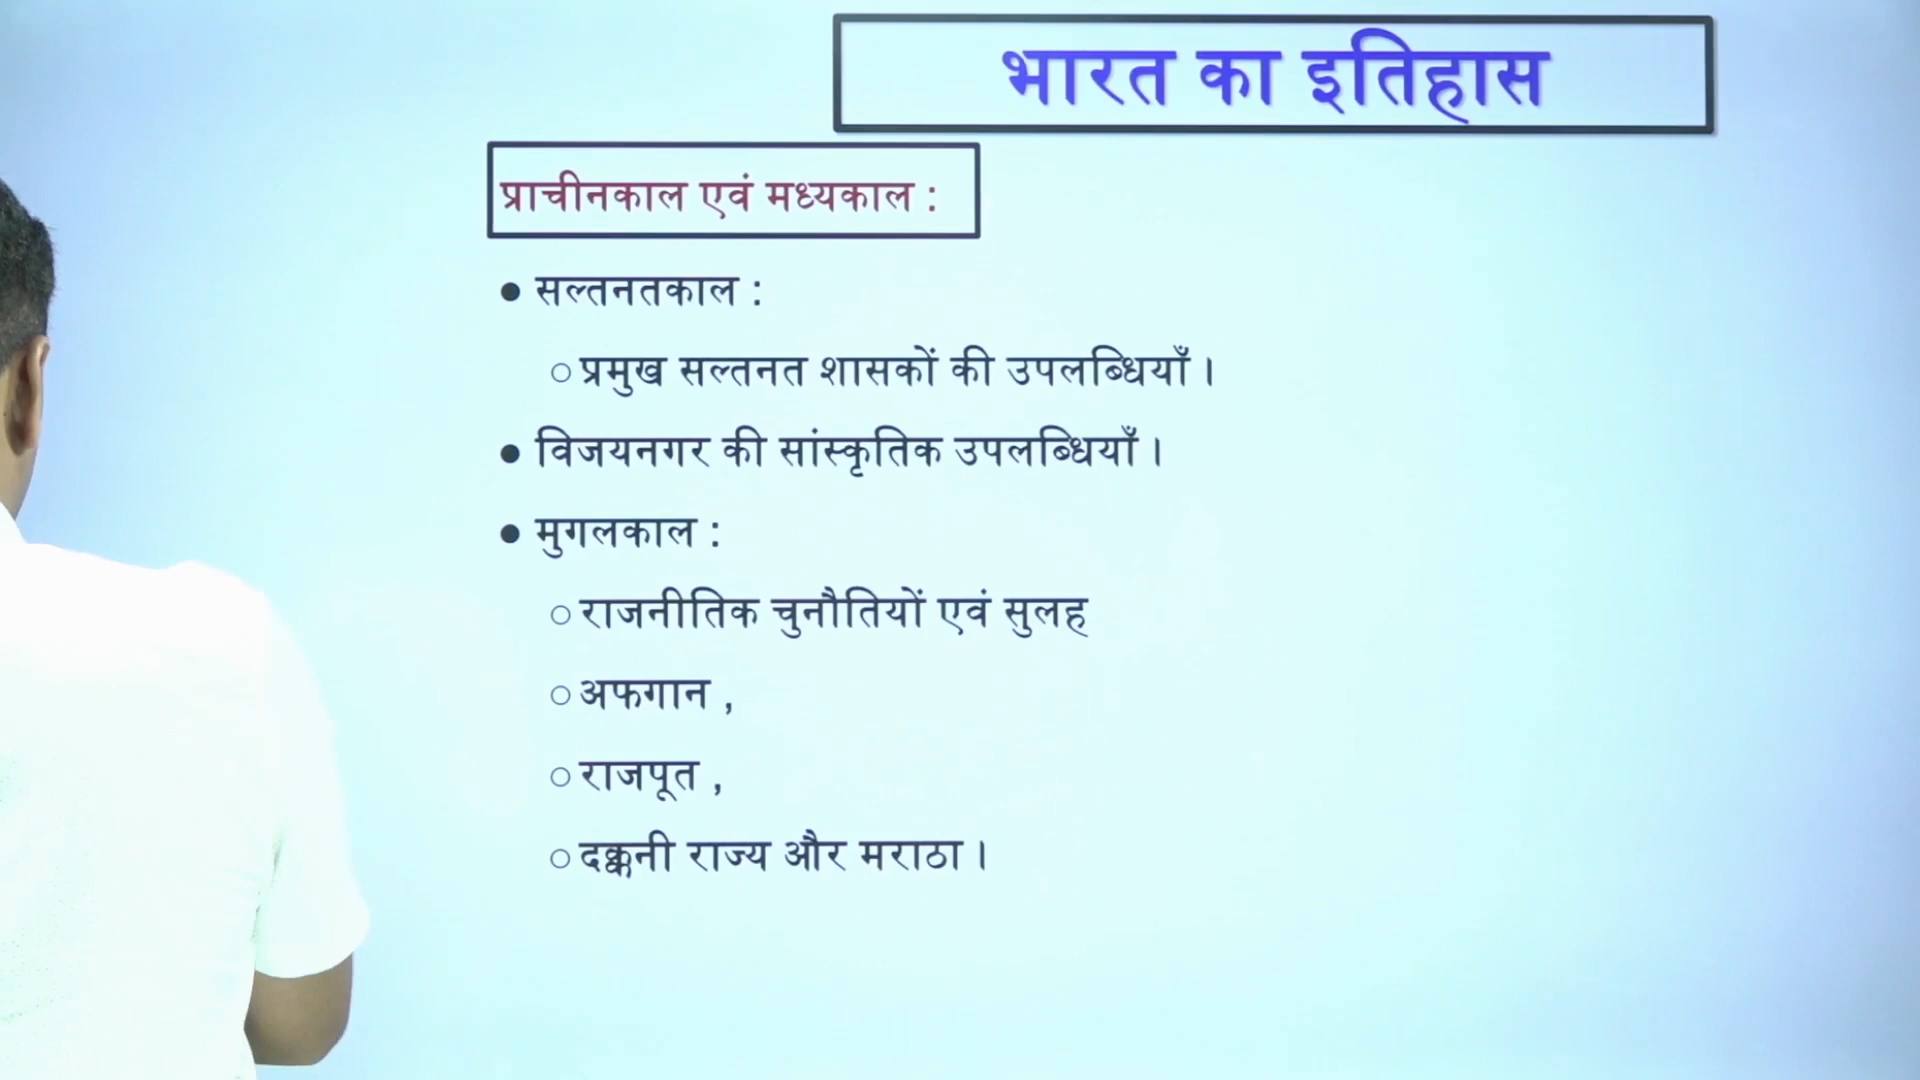 भारत का इतिहास
प्राचीनकाल एवं मध्यकाल :
● सल्तनतकाल :
○ प्रमुख सल्तनत शासकों की उपलब्धियाँ ।
● विजयनगर की सांस्कृतिक उपलब्धियाँ ।
● मुगलकाल :
○ राजनीतिक चुनौतियों एवं सुलह
○ अफगान ,
○ राजपूत ,
○ दक्कनी राज्य और मराठा ।